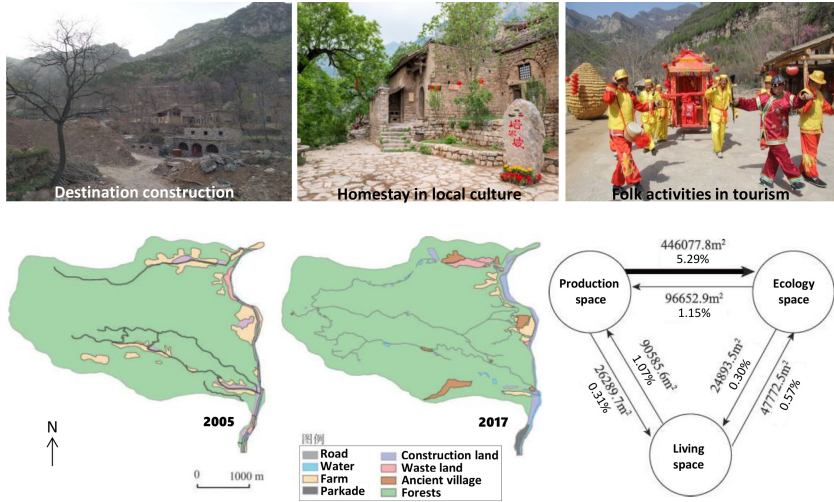 塔坡
Destination construction
Homestay in local culture
Folk activities in tourism
2005
N
0 1000 m
2017
图例
Road
Water
Farm
Parkade
Construction land
Waste land
Ancient village
Forests
446077.8m²
5.29%
Production
space
Ecology
space
96652.9m²
1.15%
90585.6m²
1.07%
26289.7m²
0.31%
24893.5m²
0.30%
47772.5m²
0.57%
Living
space